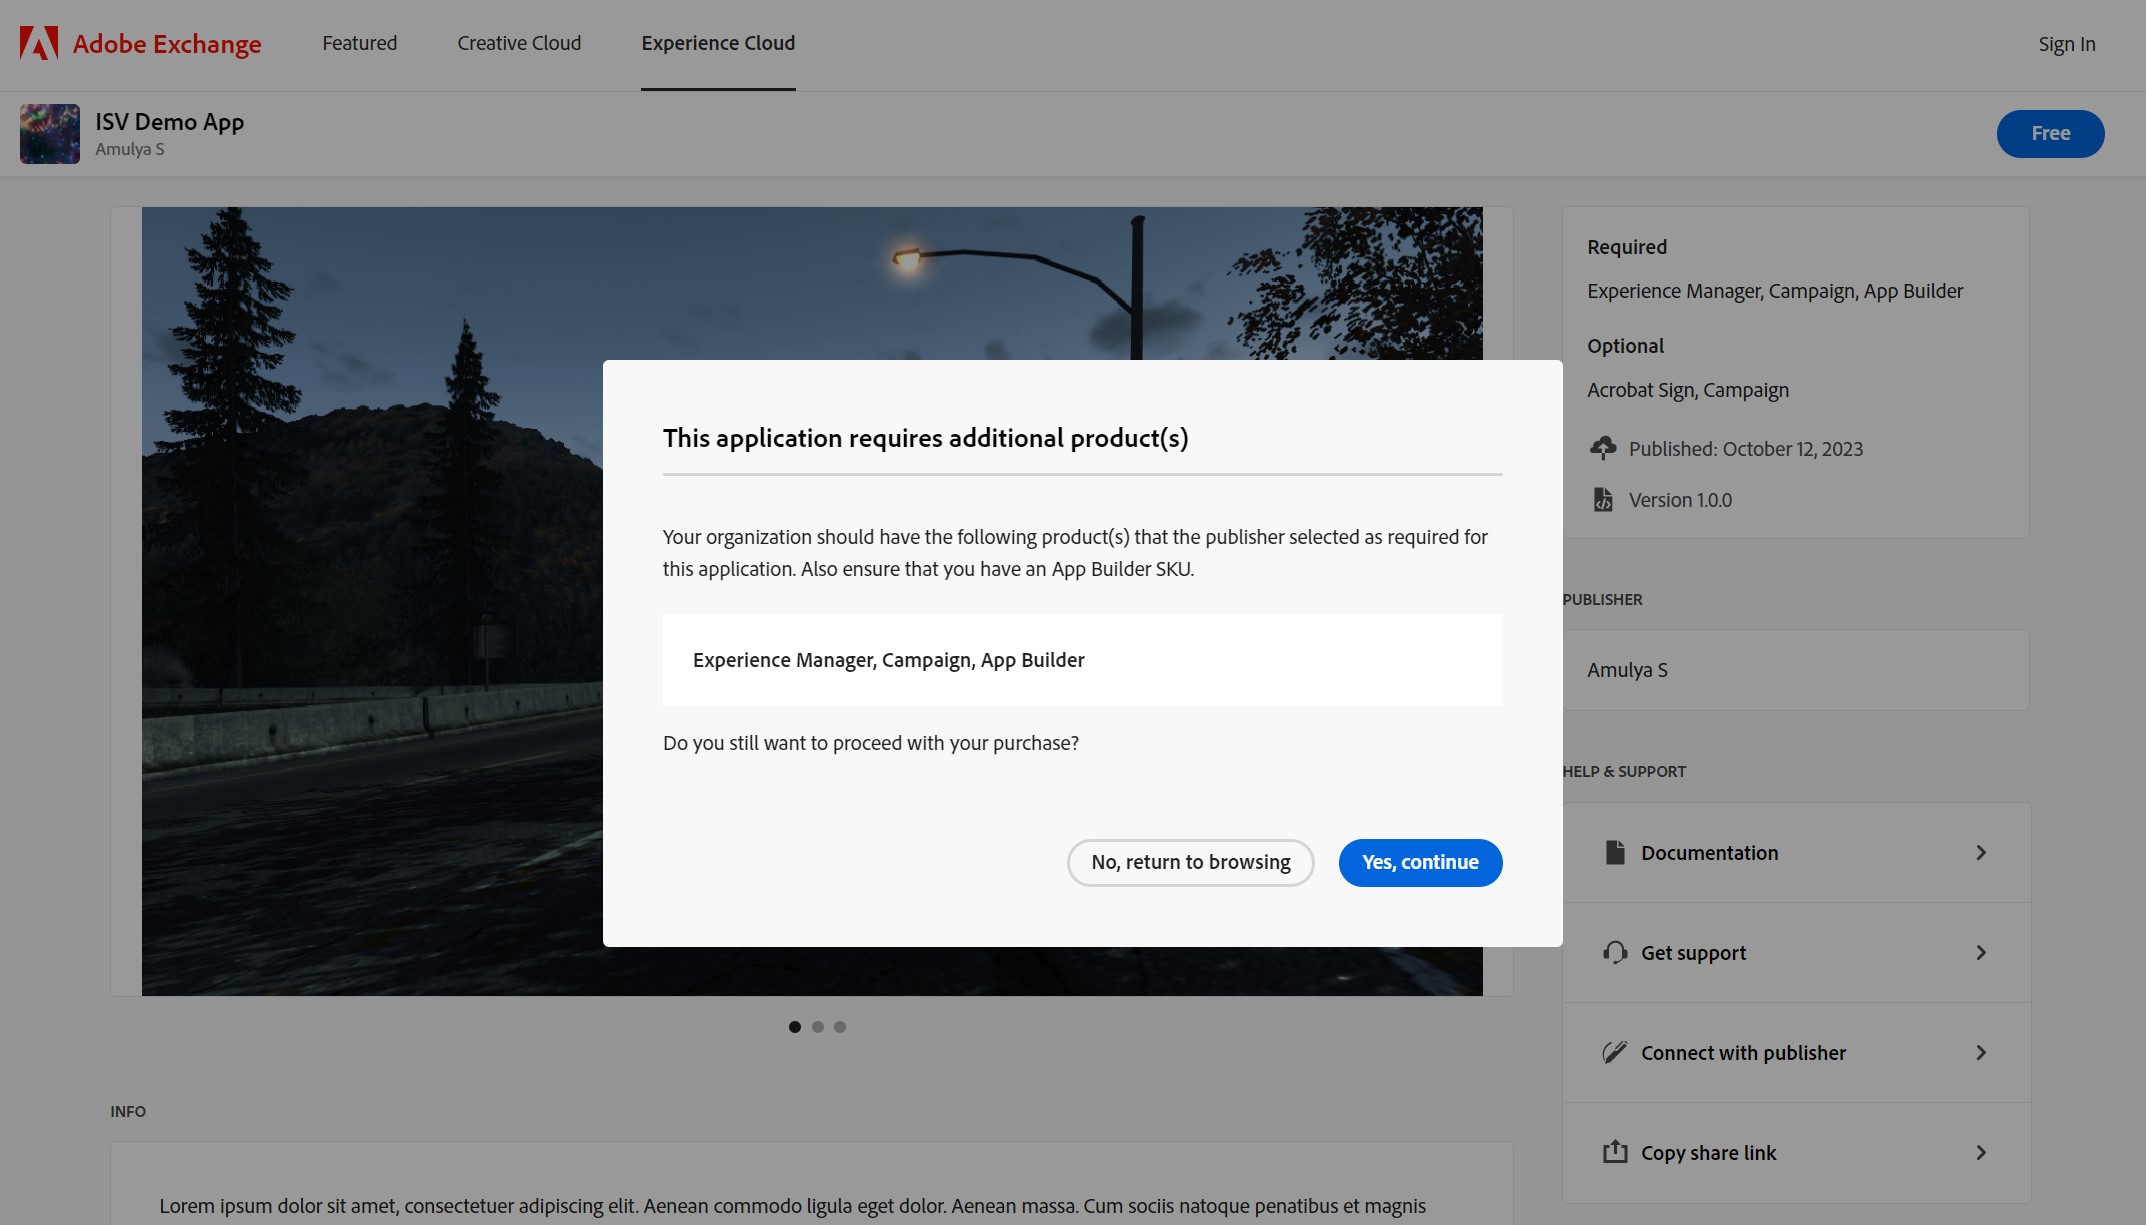 Adobe Exchange
Featured
Creative Cloud
Experience Cloud
Sign In
ISV Demo App
Amulya S
Free
Required
Experience Manager, Campaign, App Builder
Optional
Acrobat Sign, Campaign
Published: October 12, 2023
Version 1.0.0
This application requires additional product(s)
Your organization should have the following product(s) that the publisher selected as required for
this application. Also ensure that you have an App Builder SKU.
Experience Manager, Campaign, App Builder
Do you still want to proceed with your purchase?
No, return to browsing
Yes, continue
PUBLISHER
Amulya S
HELP & SUPPORT
Documentation
Get support
Connect with publisher
Copy share link
INFO
Lorem ipsum dolor sit amet, consectetuer adipiscing elit. Aenean commodo ligula eget dolor. Aenean massa. Cum sociis natoque penatibus et magnis